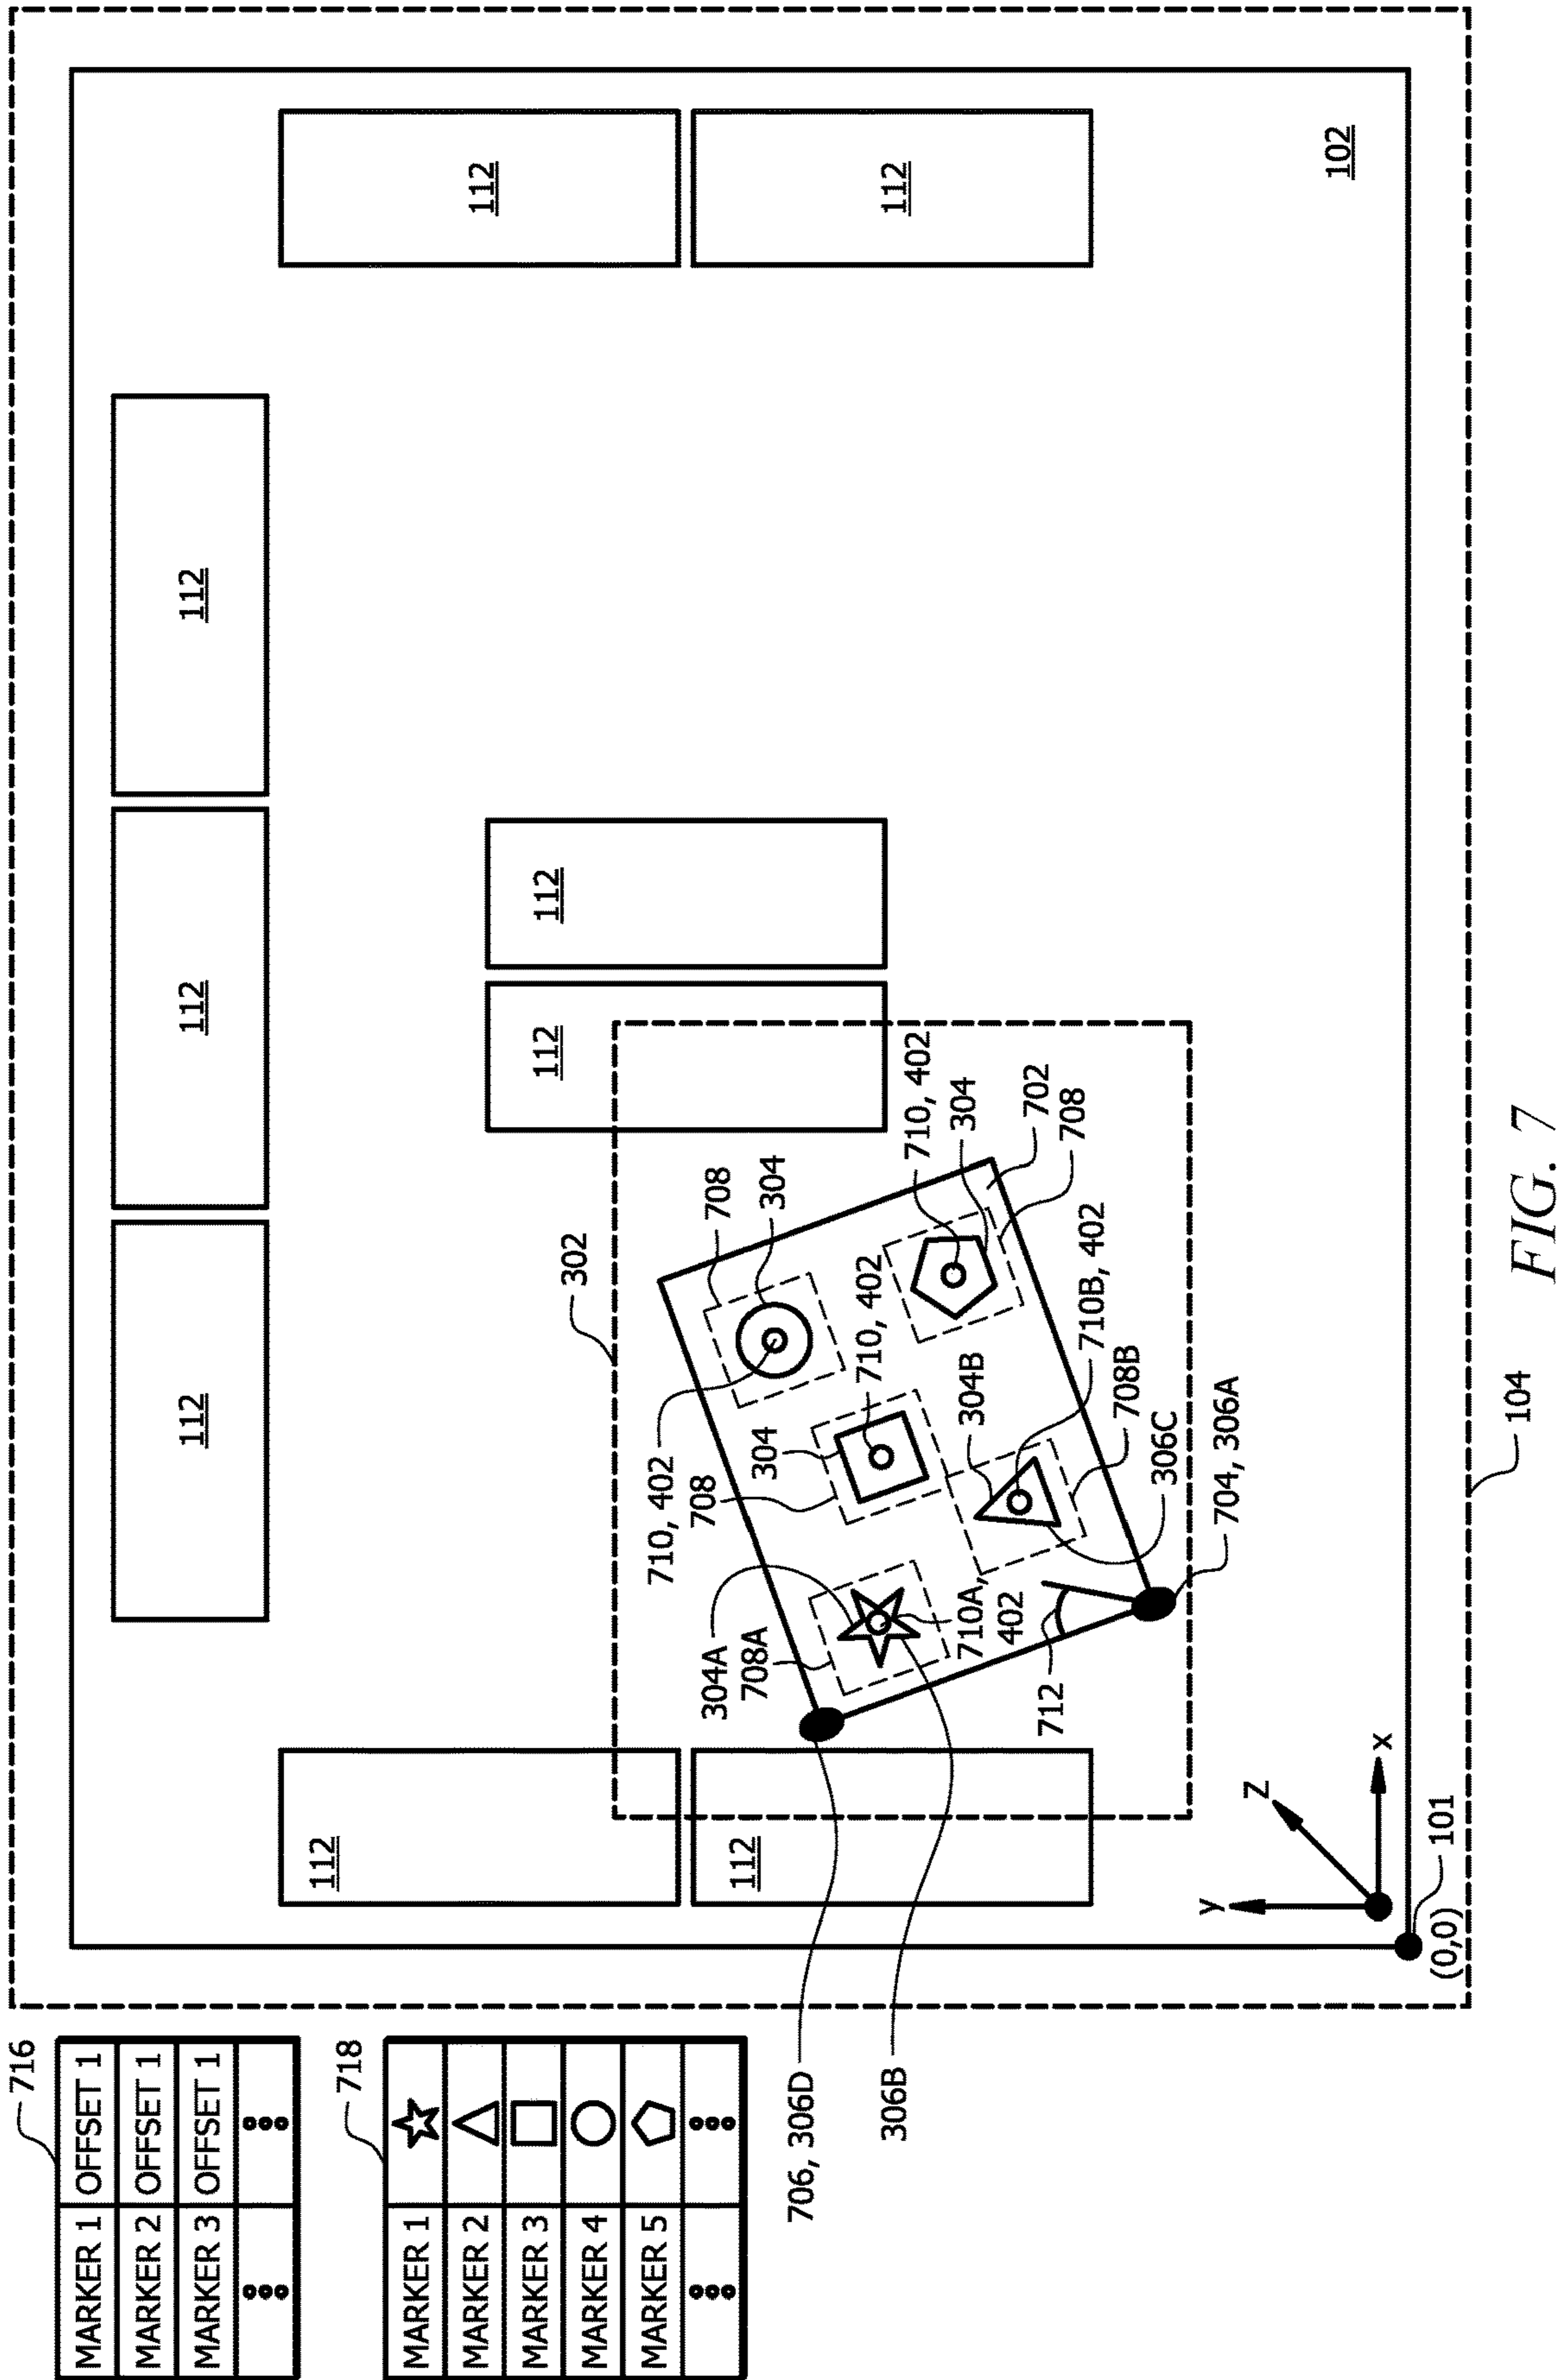 716
MARKER 1 OFFSET 1
MARKER 2 OFFSET 1
MARKER 3 OFFSET 1
718
MARKER 1
MARKER 2
MARKER 3
MARKER 4
MARKER 5
112
112
112
112
112
112
112
112
112
102
302
710, 402
708
304
708
304
710, 402
710, 402
304
702
708
304A
708A
710A,
402
304B
710B, 402
708B
306C
704, 306A
712
706, 306D
306B
y
Z
x
(0,0)
101
104
FIG. 7